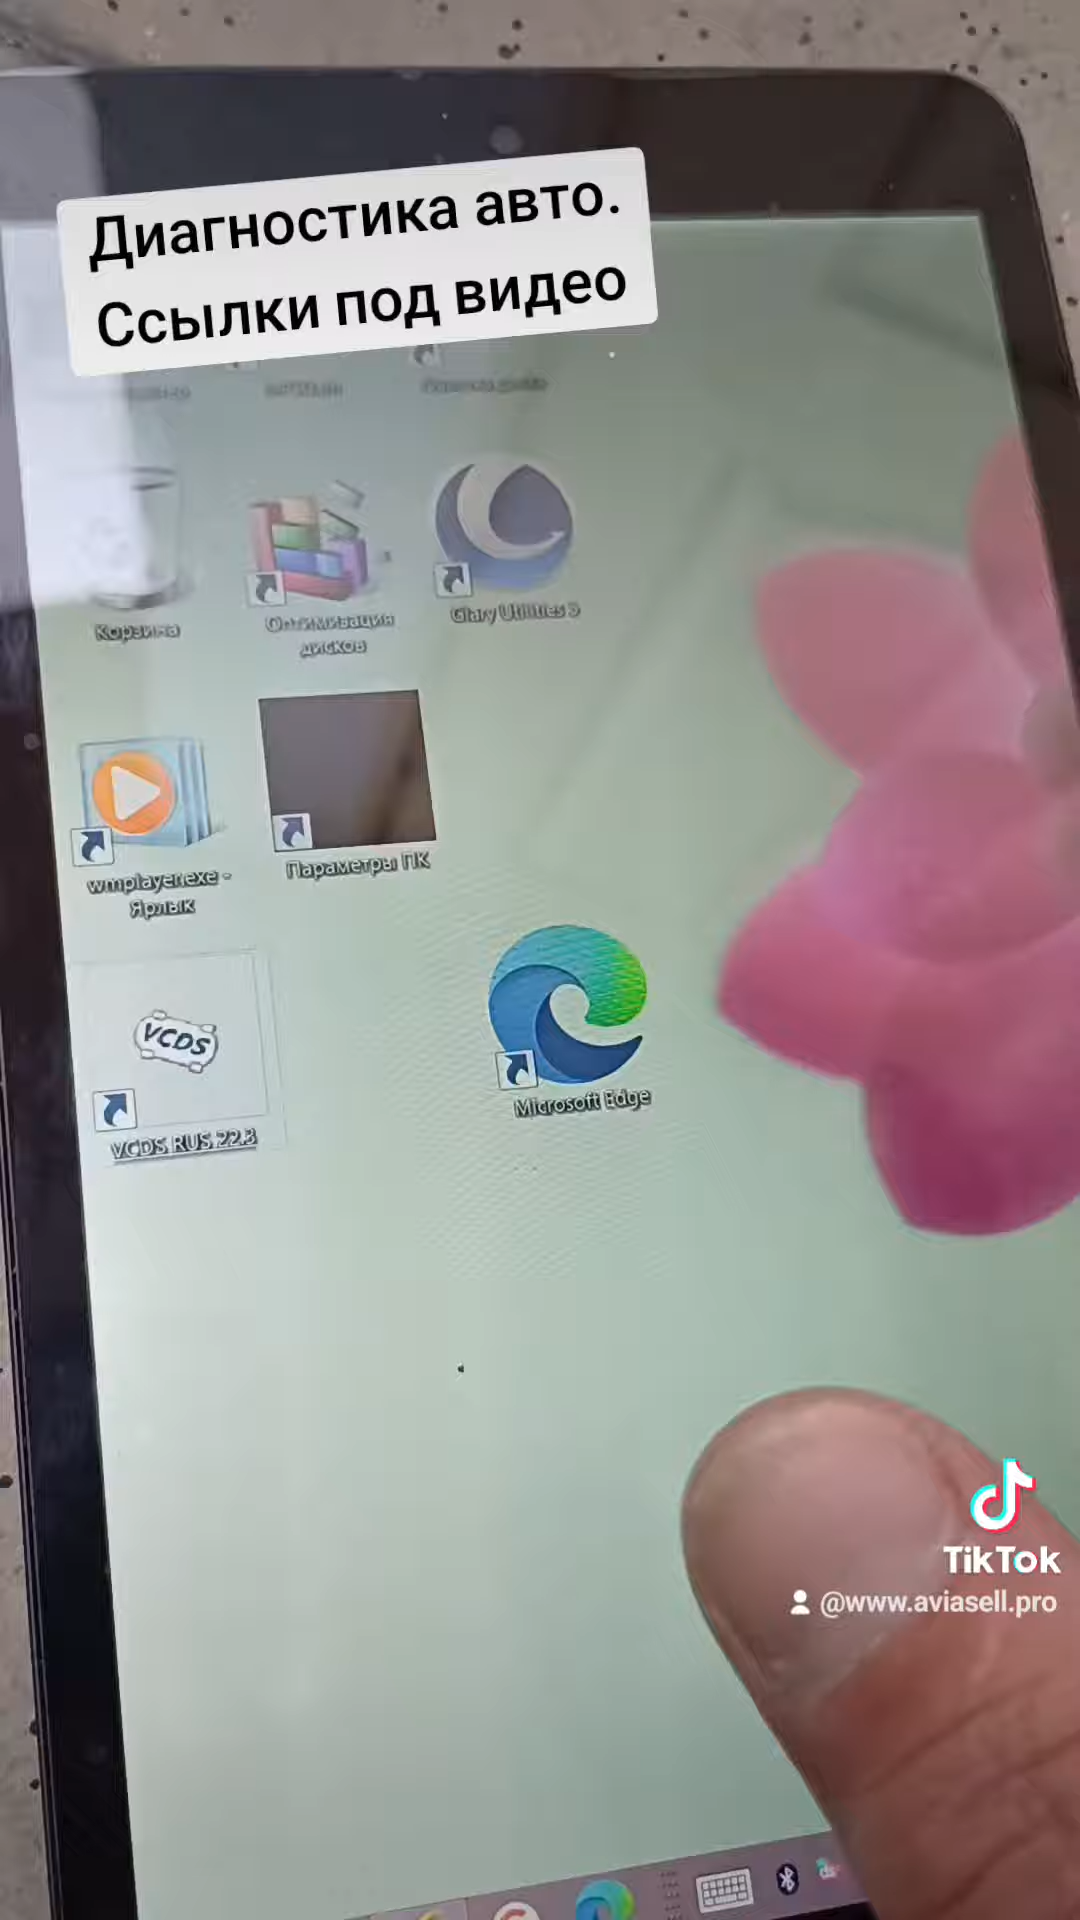 Диагностика авто.
Ссылки под видео
Корзина
Оптимизация
дисков
Glary Utilities 5
wmplayer.exe -
Ярлык
Параметры ПК
VCDS
VCDS RUS 22.3
Microsoft Edge
TikTok
@www.aviasell.pro